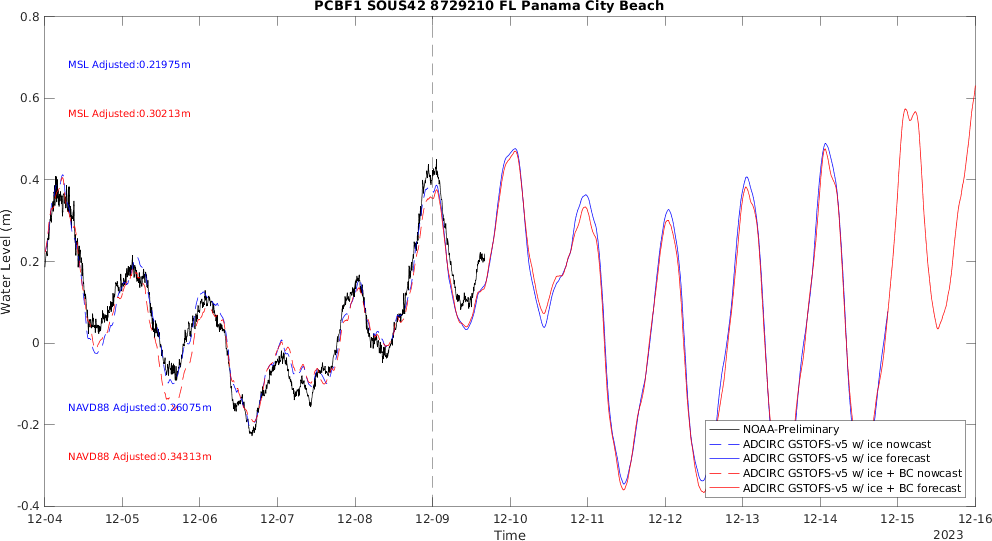 PCBF1 SOUS42 8729210 FL Panama City Beach
0.8
0.6
0.4
0.2
0
-0.2
-0.4
Water Level (m)
MSL Adjusted:0.21975m
MSL Adjusted:0.30213m
NAVD88 Adjusted:0.26075m
NAVD88 Adjusted:0.34313m
NOAA-Preliminary
ADCIRC GSTOFS-v5 w/ ice nowcast
ADCIRC GSTOFS-v5 w/ ice forecast
ADCIRC GSTOFS-v5 w/ ice + BC nowcast
ADCIRC GSTOFS-v5 w/ ice + BC forecast
12-04 12-05 12-06 12-07 12-08 12-09 12-10 12-11 12-12 12-13 12-14 12-15 12-16
Time
2023